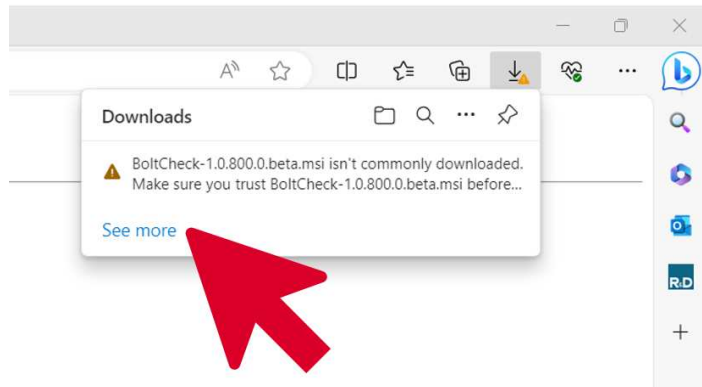 A
Downloads
BoltCheck-1.0.800.0.beta.msi isn't commonly downloaded.
Make sure you trust BoltCheck-1.0.800.0.beta.msi before...
See more
R&D